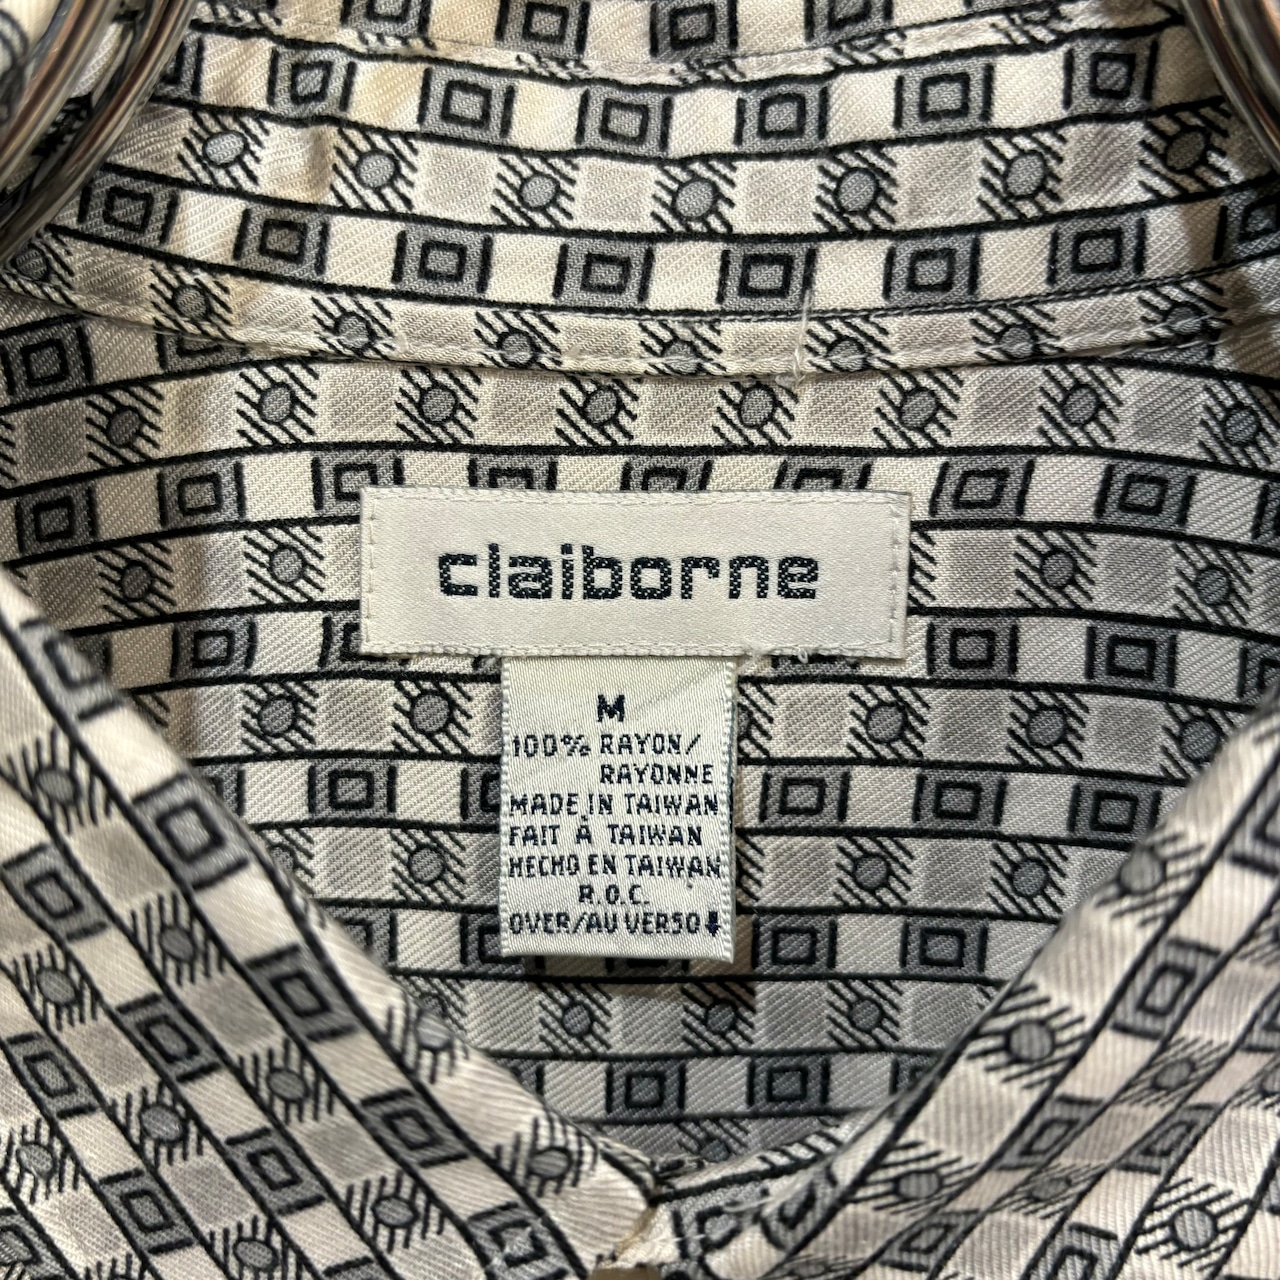 claiborne
M
100% RAYON/
RAYONNE
MADE IN TAIWAN
FAIT À TAIWAN
HECHO EN TAIWAN
R.O.C.
OVER/AU VERSO